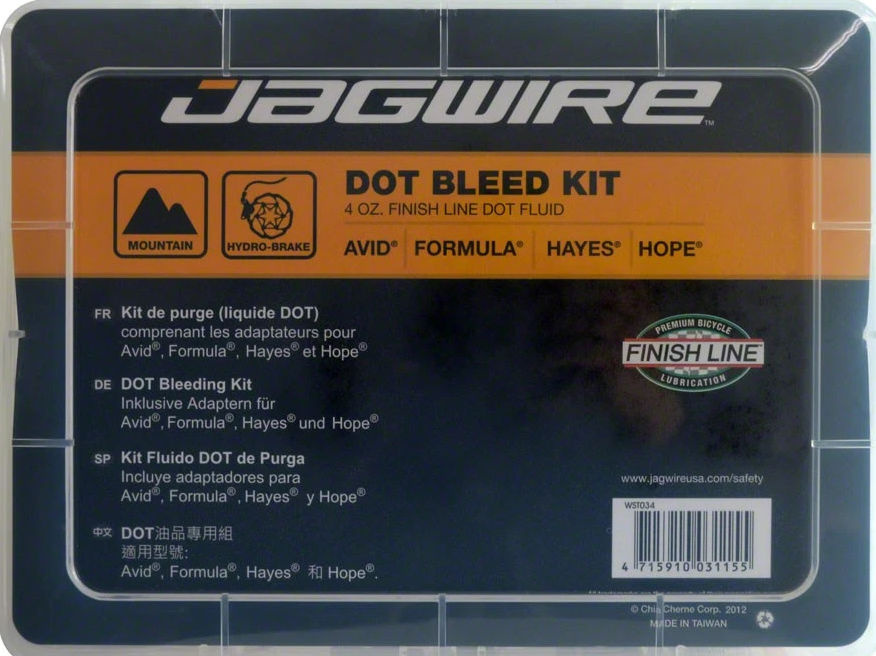 JAGWIRE™
DOT BLEED KIT
4 OZ. FINISH LINE DOT FLUID
MOUNTAIN
HYDRO-BRAKE
AVID® FORMULA® HAYES® HOPE®
FR Kit de purge (liquide DOT)
comprenant les adaptateurs pour
Avid®, Formula®, Hayes® et Hope®
PREMIUM BICYCLE
FINISH LINE
LUBRICATION
DE DOT Bleeding Kit
Inklusive Adaptern für
Avid®, Formula®, Hayes® und Hope®
SP Kit Fluido DOT de Purga
Incluye adaptadores para
Avid®, Formula®, Hayes® y Hope®
中文 DOT油品專用組
適用型號:
Avid®, Formula®, Hayes® 和 Hope®.
www.jagwireusa.com/safety
WST034
4 715910 031155
© Chia Cherne Corp. 2012
MADE IN TAIWAN